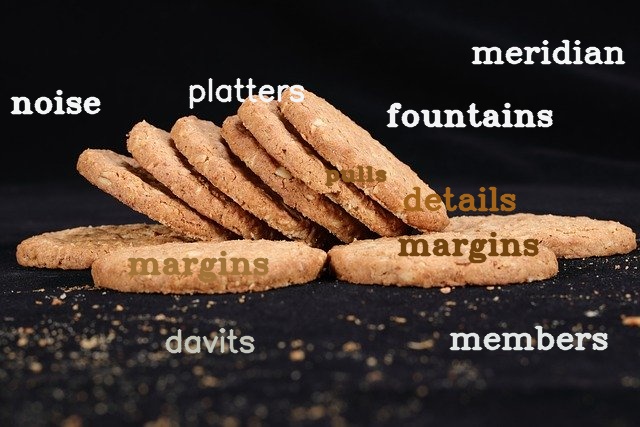 meridian
noise
platters
fountains
pulls
details
margins
margins
davits
members